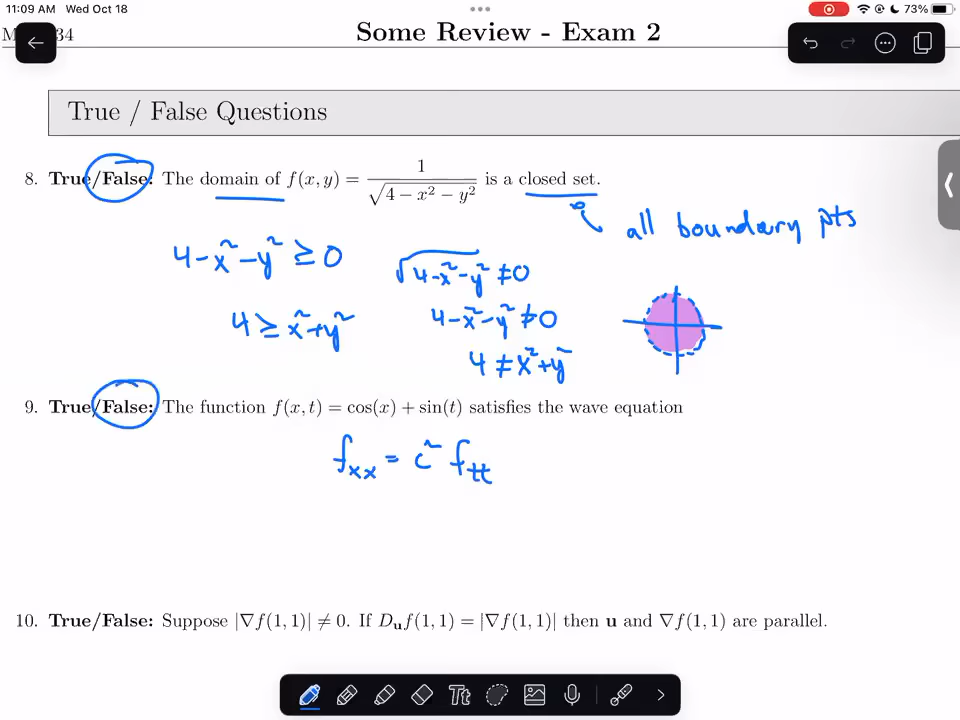 11:09 AM Wed Oct 18
73%
34
Some Review - Exam 2
True / False Questions
8. True/False: The domain of f(x, y) = 1/√(4 − x² − y²) is a closed set.
all boundary pts
4-x²-y² ≥ 0
√(4-x²-y²) ≠ 0
4 ≥ x²+y²
4-x²-y² ≠ 0
4 ≠ x²+y²
9. True/False: The function f(x, t) = cos(x) + sin(t) satisfies the wave equation
fxx = c² ftt
10. True/False: Suppose |∇f(1, 1)| ≠ 0. If Duf(1, 1) = |∇f(1, 1)| then u and ∇f(1, 1) are parallel.
Tt